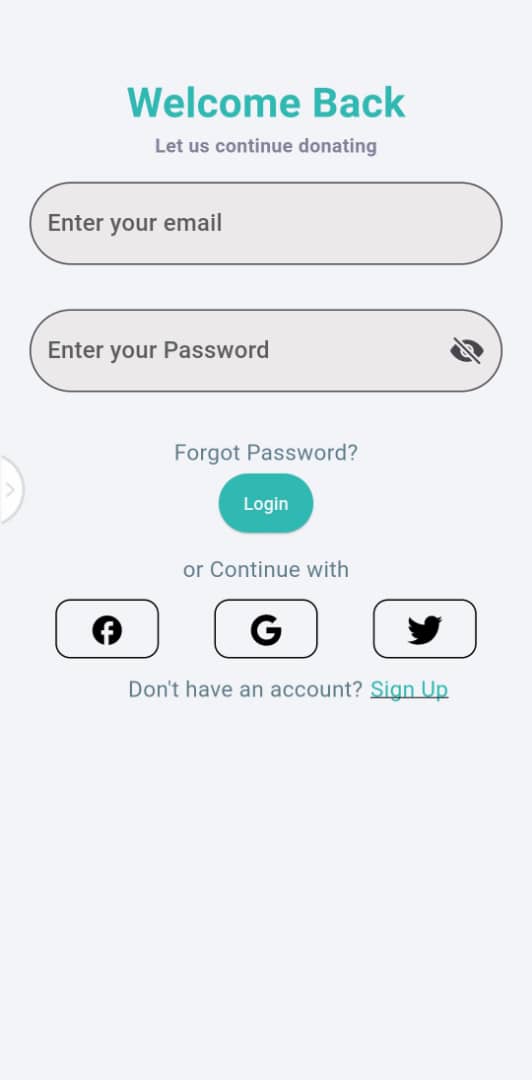 Welcome Back
Let us continue donating
Enter your email
Enter your Password
Forgot Password?
Login
or Continue with
Don't have an account? Sign Up